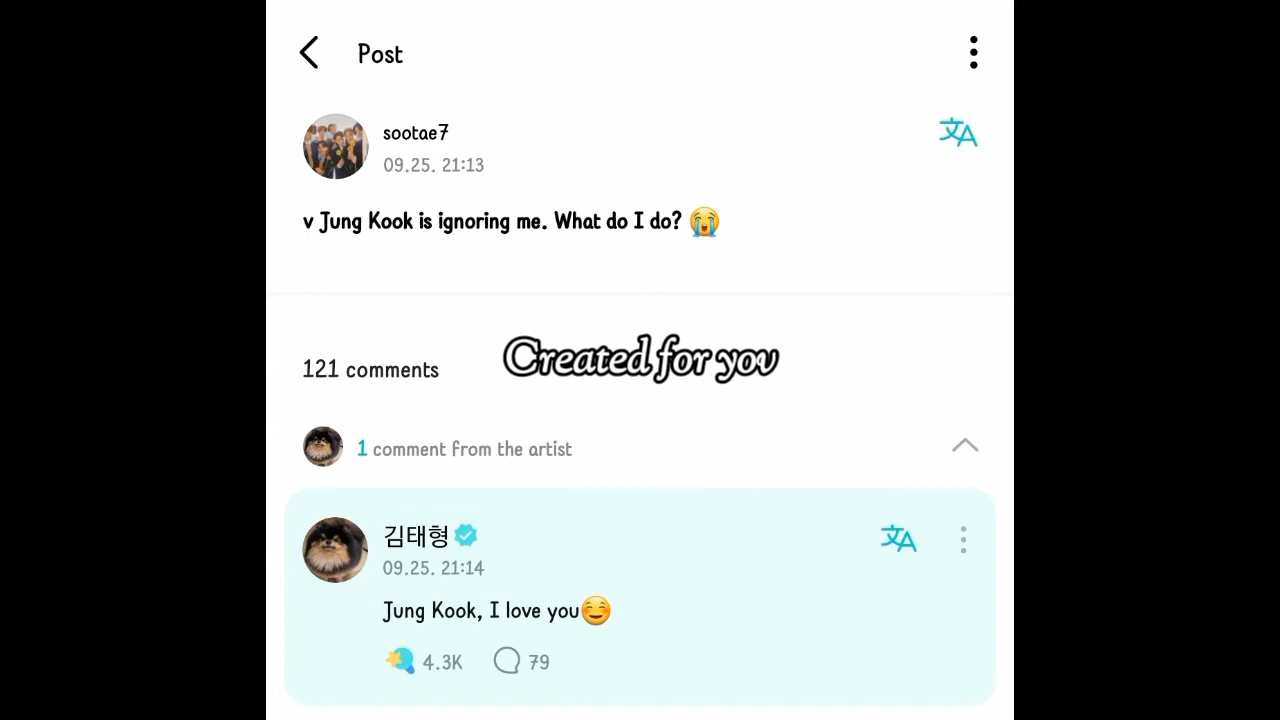 Post
sootae7
09.25. 21:13
v Jung Kook is ignoring me. What do I do? 😭
121 comments
Created for you
1 comment from the artist
김태형
09.25. 21:14
Jung Kook, I love you☺️
4.3K 79